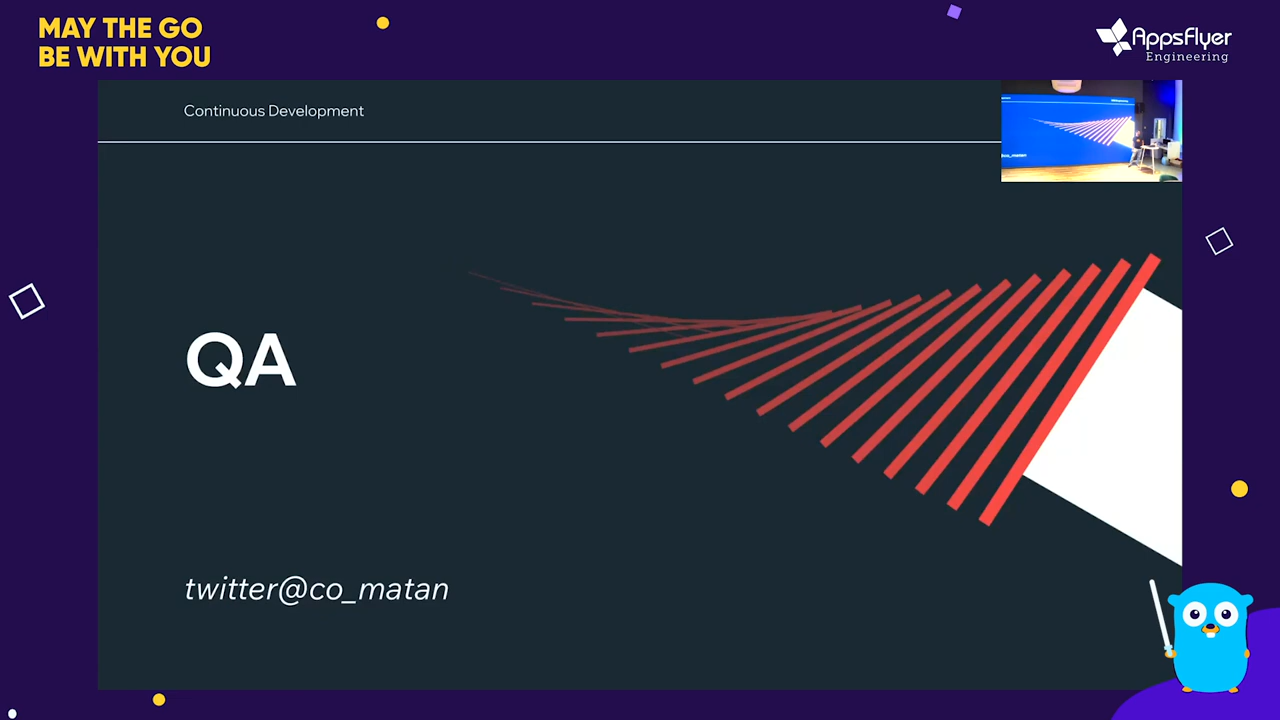 MAY THE GO
BE WITH YOU
AppsFlyer
Engineering
Continuous Development
QA
twitter@co_matan